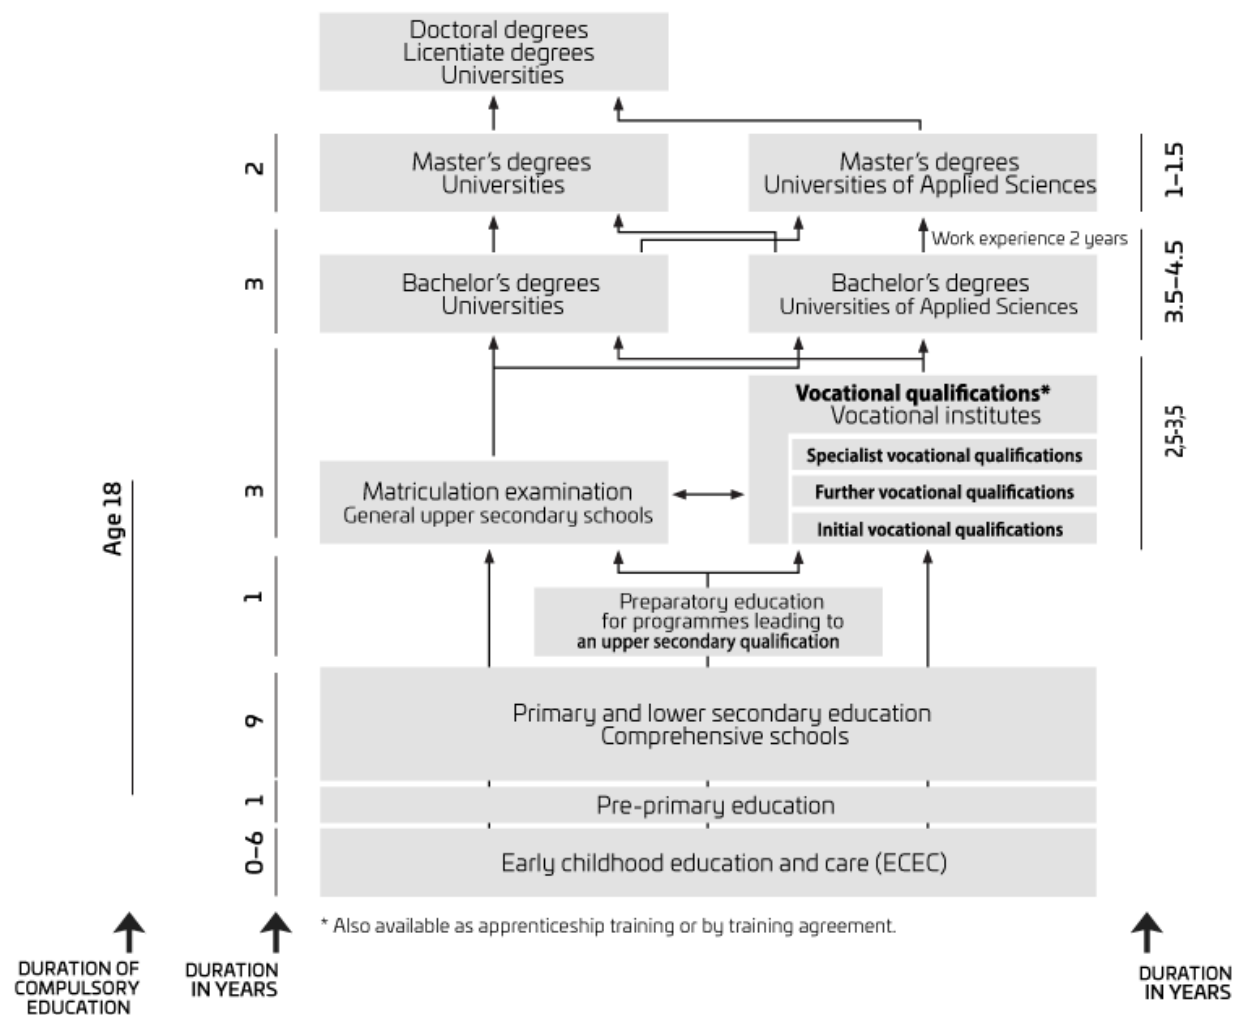 Doctoral degrees
Licentiate degrees
Universities
2
Master's degrees
Universities
Master's degrees
Universities of Applied Sciences
1–1.5
Work experience 2 years
3
Bachelor's degrees
Universities
Bachelor's degrees
Universities of Applied Sciences
3.5–4.5
Vocational qualifications*
Vocational institutes
Specialist vocational qualifications
Further vocational qualifications
Initial vocational qualifications
2,5-3,5
Age 18
3
Matriculation examination
General upper secondary schools
1
Preparatory education
for programmes leading to
an upper secondary qualification
9
Primary and lower secondary education
Comprehensive schools
1
Pre-primary education
0–6
Early childhood education and care (ECEC)
* Also available as apprenticeship training or by training agreement.
DURATION OF
COMPULSORY
EDUCATION
DURATION
IN YEARS
DURATION
IN YEARS